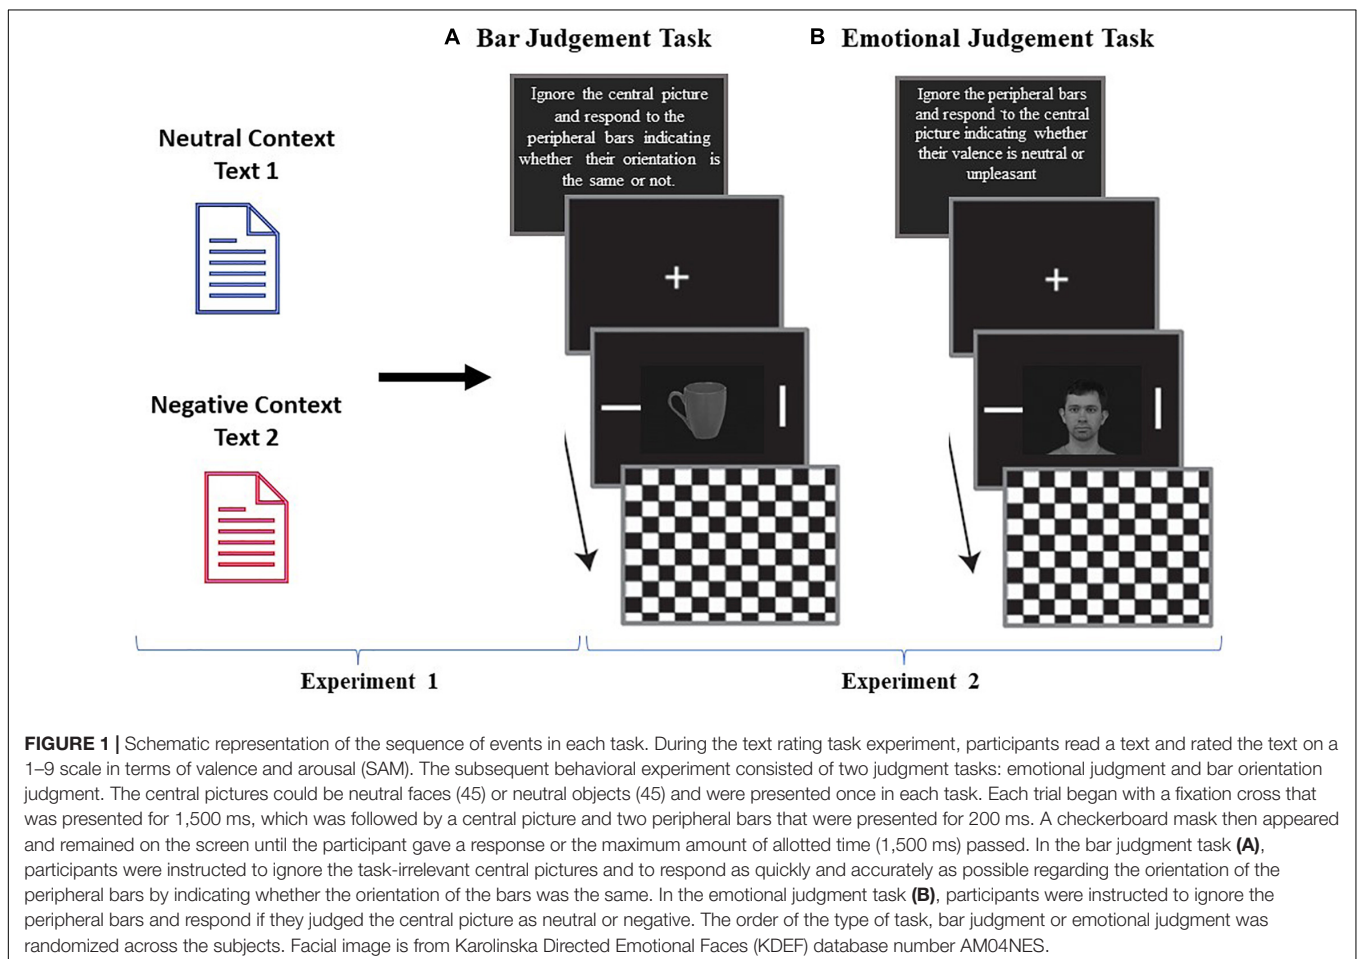 A Bar Judgement Task
B Emotional Judgement Task
Neutral Context
Text 1
Negative Context
Text 2
Ignore the central picture
and respond to the
peripheral bars indicating
whether their orientation is
the same or not.
Ignore the peripheral bars
and respond to the central
picture indicating whether
their valence is neutral or
unpleasant
Experiment 1
Experiment 2
FIGURE 1 | Schematic representation of the sequence of events in each task. During the text rating task experiment, participants read a text and rated the text on a
1–9 scale in terms of valence and arousal (SAM). The subsequent behavioral experiment consisted of two judgment tasks: emotional judgment and bar orientation
judgment. The central pictures could be neutral faces (45) or neutral objects (45) and were presented once in each task. Each trial began with a fixation cross that
was presented for 1,500 ms, which was followed by a central picture and two peripheral bars that were presented for 200 ms. A checkerboard mask then appeared
and remained on the screen until the participant gave a response or the maximum amount of allotted time (1,500 ms) passed. In the bar judgment task (A),
participants were instructed to ignore the task-irrelevant central pictures and to respond as quickly and accurately as possible regarding the orientation of the
peripheral bars by indicating whether the orientation of the bars was the same. In the emotional judgment task (B), participants were instructed to ignore the
peripheral bars and respond if they judged the central picture as neutral or negative. The order of the type of task, bar judgment or emotional judgment was
randomized across the subjects. Facial image is from Karolinska Directed Emotional Faces (KDEF) database number AM04NES.